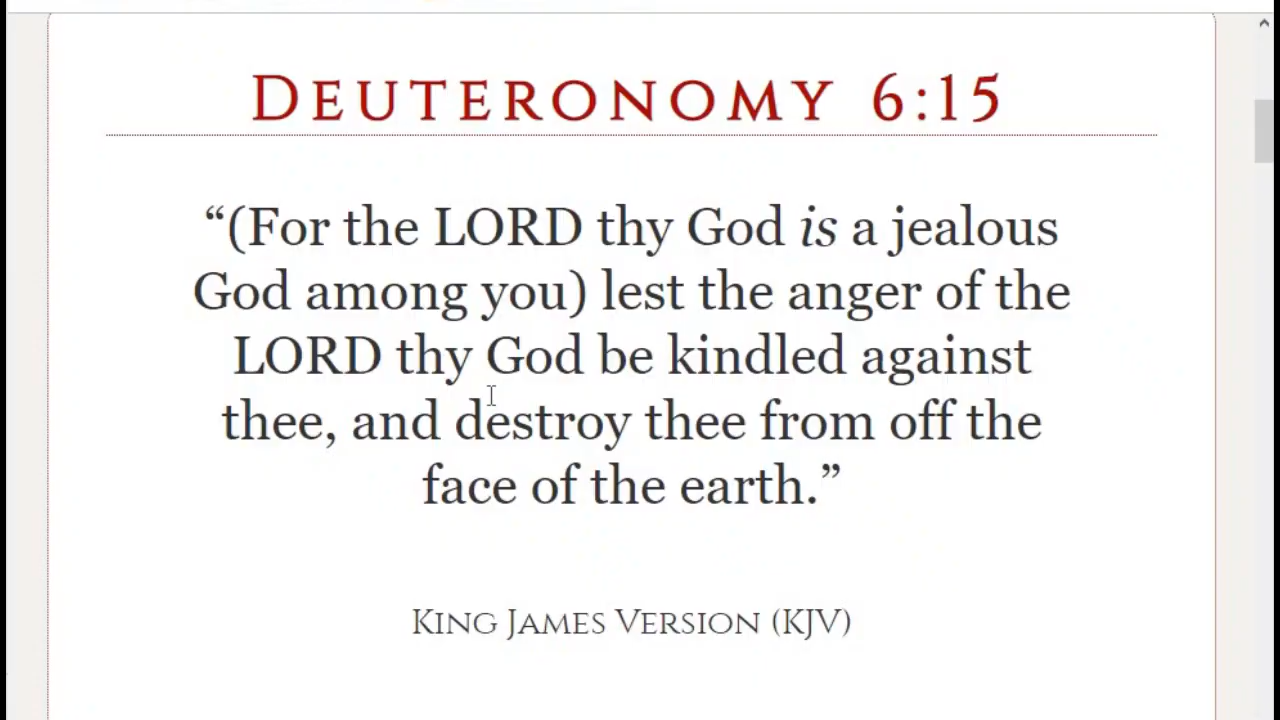 DEUTERONOMY 6:15
“(For the LORD thy God is a jealous
God among you) lest the anger of the
LORD thy God be kindled against
thee, and destroy thee from off the
face of the earth.”
KING JAMES VERSION (KJV)